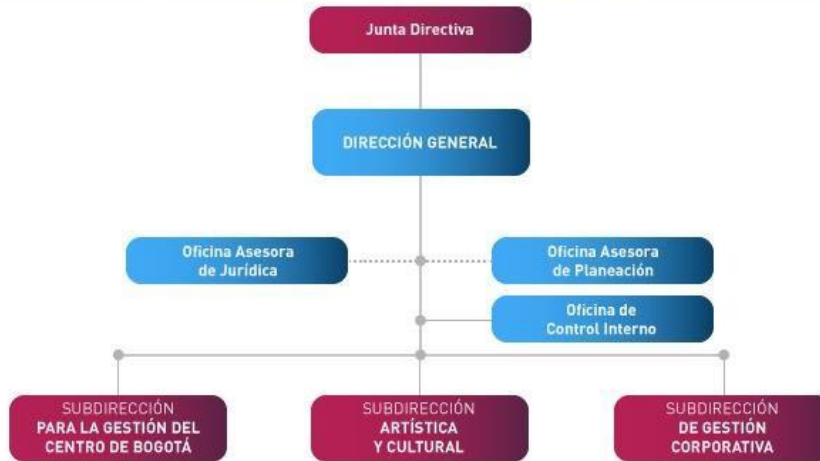 Junta Directiva
DIRECCIÓN GENERAL
Oficina Asesora
de Jurídica
Oficina Asesora
de Planeación
Oficina de
Control Interno
SUBDIRECCIÓN
PARA LA GESTIÓN DEL
CENTRO DE BOGOTÁ
SUBDIRECCIÓN
ARTÍSTICA
Y CULTURAL
SUBDIRECCIÓN
DE GESTIÓN
CORPORATIVA